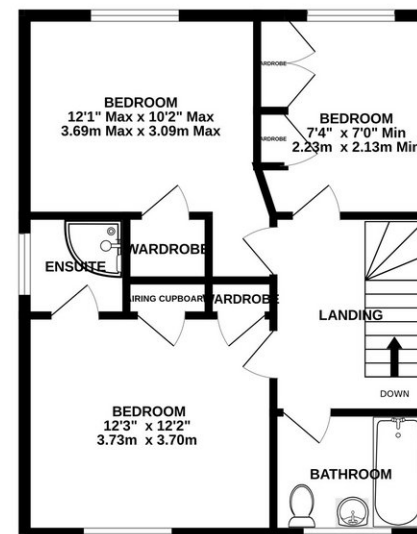 BEDROOM
12'1" Max x 10'2" Max
3.69m Max x 3.09m Max
ARDROBE
ARDROBE
BEDROOM
7'4" x 7'0" Min
2.23m x 2.13m Min
ENSUITE
WARDROBE
AIRING CUPBOARD
WARDROBE
LANDING
DOWN
BEDROOM
12'3" x 12'2"
3.73m x 3.70m
BATHROOM